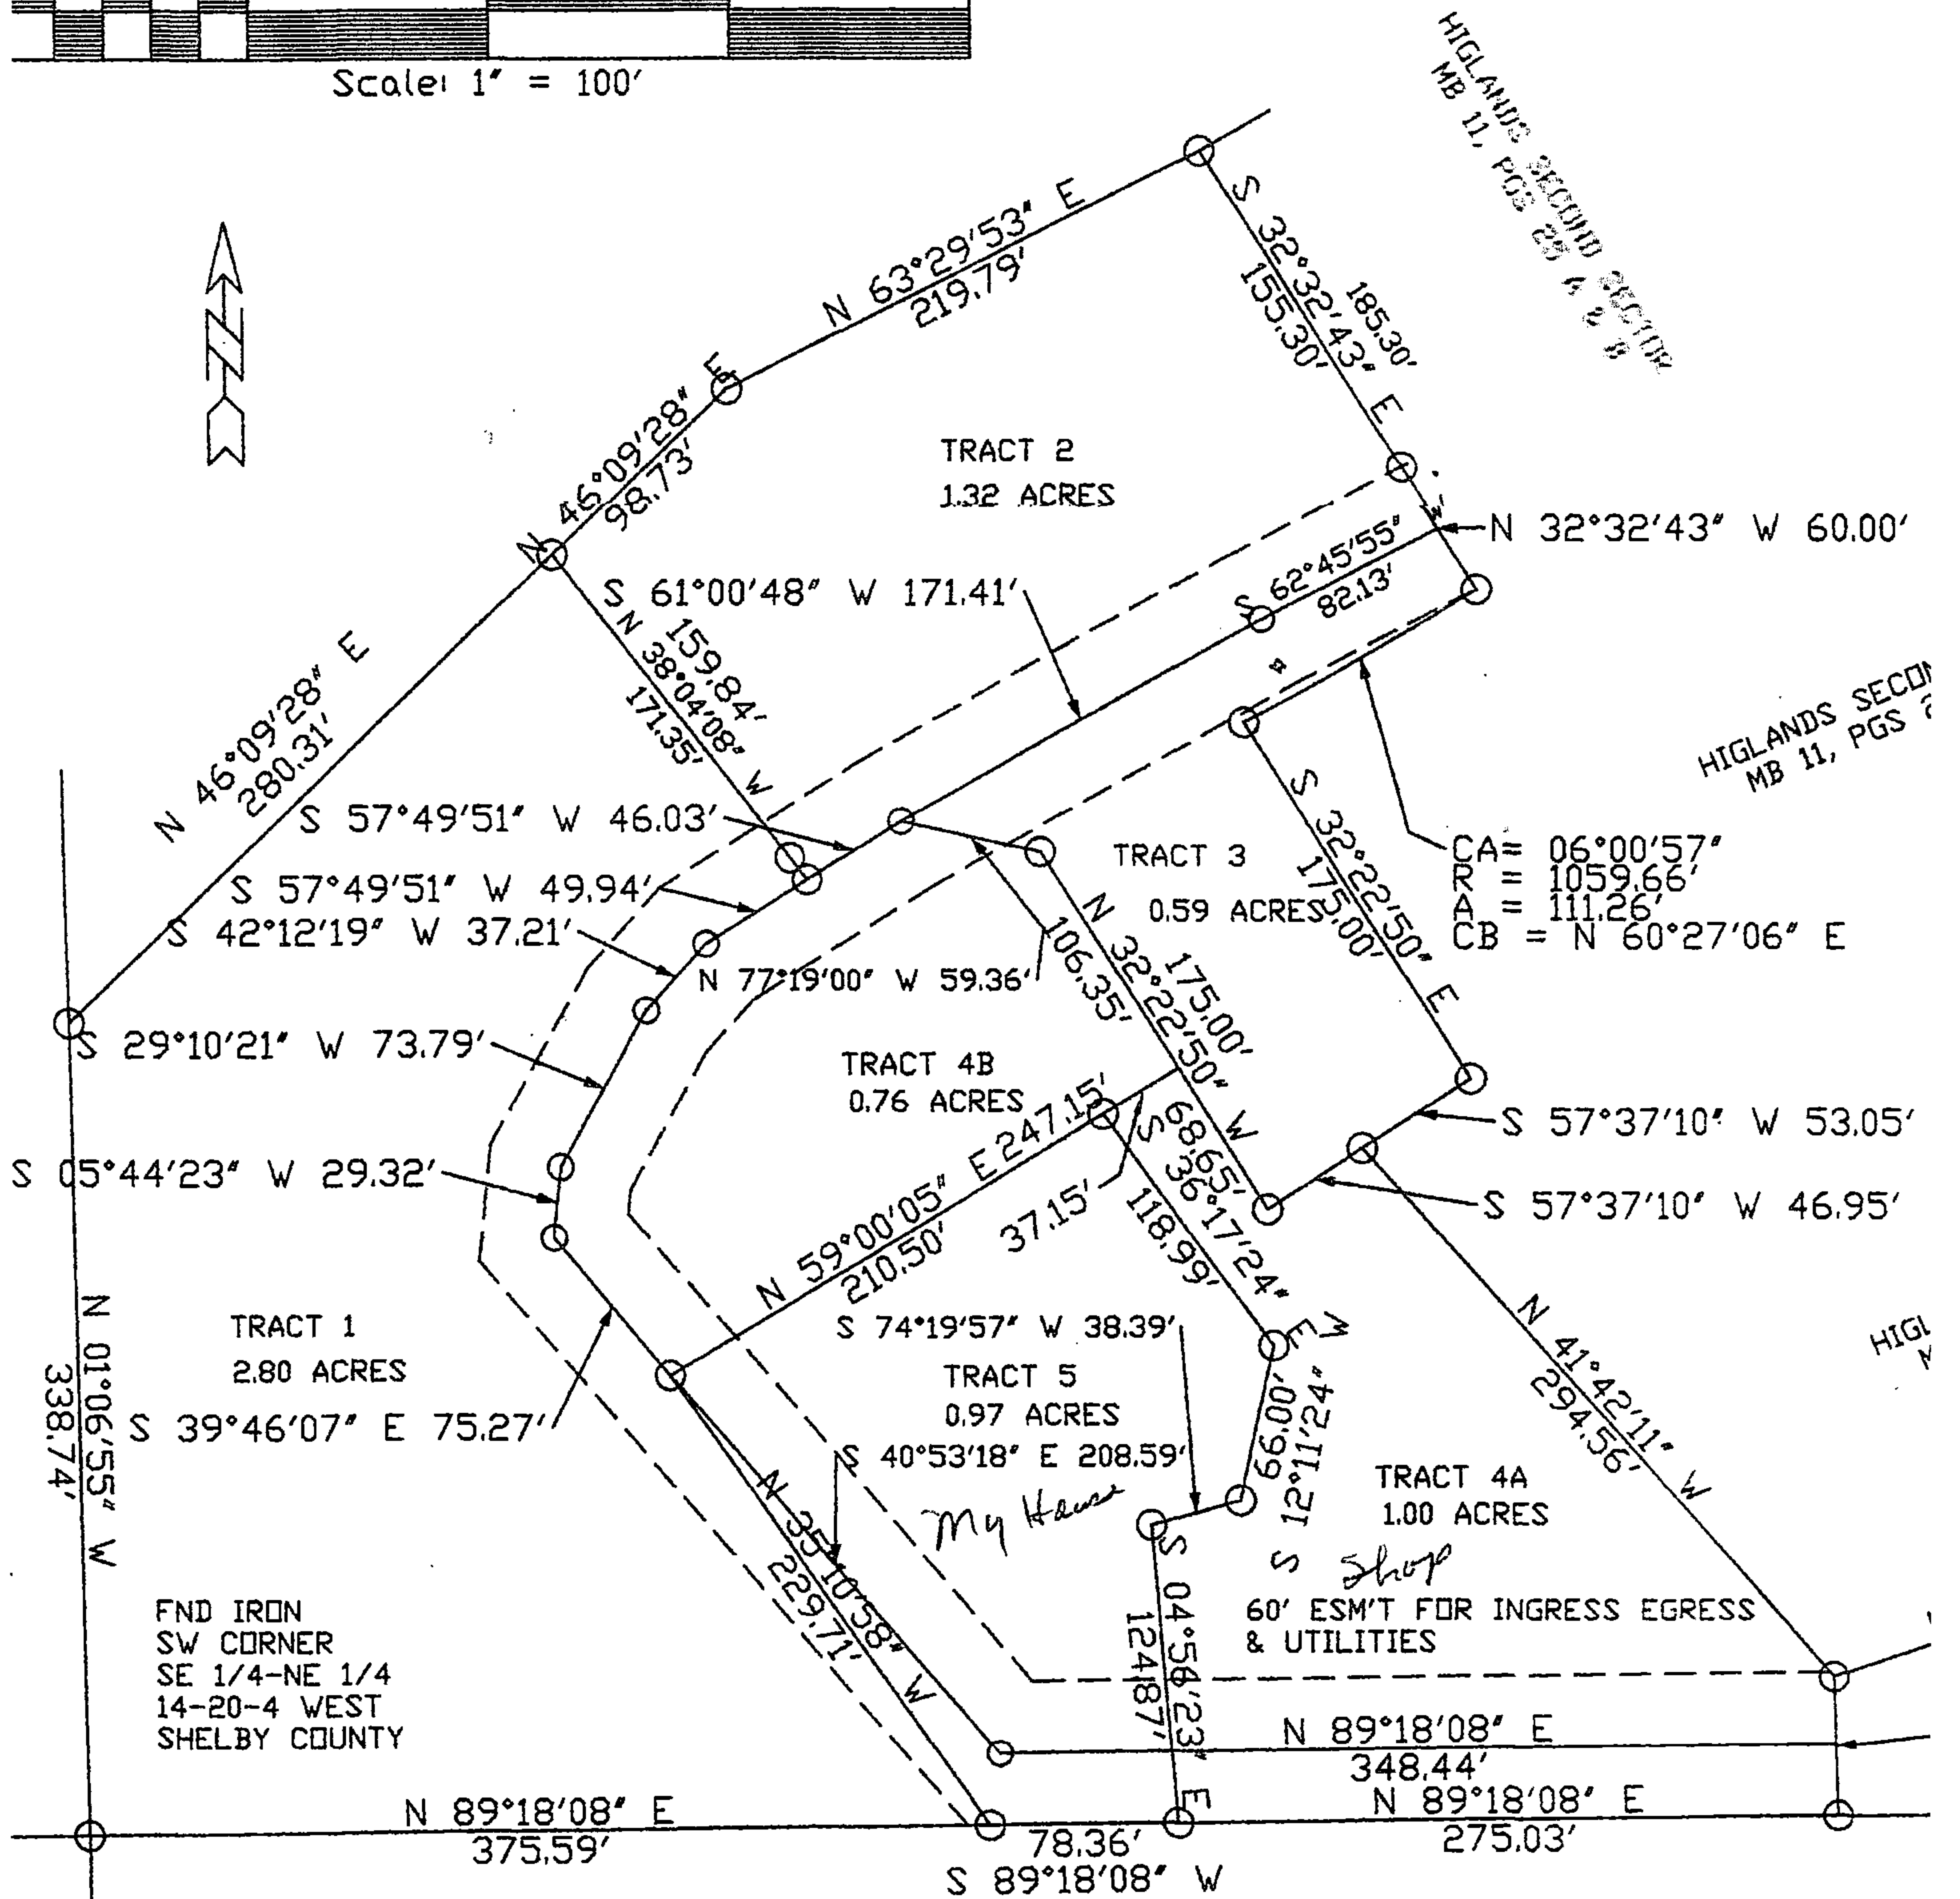 Scale: 1" = 100'
HIGLANDS SECOND SECTOR
MB 11, PGS 25 A & B
N 63°29'53" E
219.79'
S 32°32'43" E
155.30'
185.30'
N 46°09'28" E
98.73'
TRACT 2
1.32 ACRES
N 32°32'43" W 60.00'
S 62°45'55" W
82.13'
S 61°00'48" W 171.41'
159.84'
N 38°04'08" W
171.35'
N 46°09'28" E
280.31'
HIGLANDS SECON
MB 11, PGS 2
S 57°49'51" W 46.03'
S 57°49'51" W 49.94'
S 42°12'19" W 37.21'
TRACT 3
0.59 ACRES
S 32°22'50" E
175.00'
CA= 06°00'57"
R = 1059.66'
A = 111.26'
CB = N 60°27'06" E
N 77°19'00" W 59.36'
175.00'
N 32°22'50" W
106.35'
68.65'
S 29°10'21" W 73.79'
TRACT 4B
0.76 ACRES
S 57°37'10" W 53.05'
S 57°37'10" W 46.95'
S 05°44'23" W 29.32'
N 59°00'05" E 247.15'
210.50'
37.15'
S 36°17'24" E
118.99'
TRACT 1
2.80 ACRES
S 39°46'07" E 75.27'
N 01°06'55" W
338.74'
S 74°19'57" W 38.39'
TRACT 5
0.97 ACRES
S 40°53'18" E 208.59'
My House
66.00'
S 12°11'24" W
N 41°42'11" W
294.56'
HIGL
M
TRACT 4A
1.00 ACRES
Shop
60' ESM'T FOR INGRESS EGRESS
& UTILITIES
N 35°10'58" W
229.71'
S 04°56'23" E
124.87'
FND IRON
SW CORNER
SE 1/4-NE 1/4
14-20-4 WEST
SHELBY COUNTY
N 89°18'08" E
348.44'
N 89°18'08" E
375.59'
N 89°18'08" E
275.03'
78.36'
S 89°18'08" W